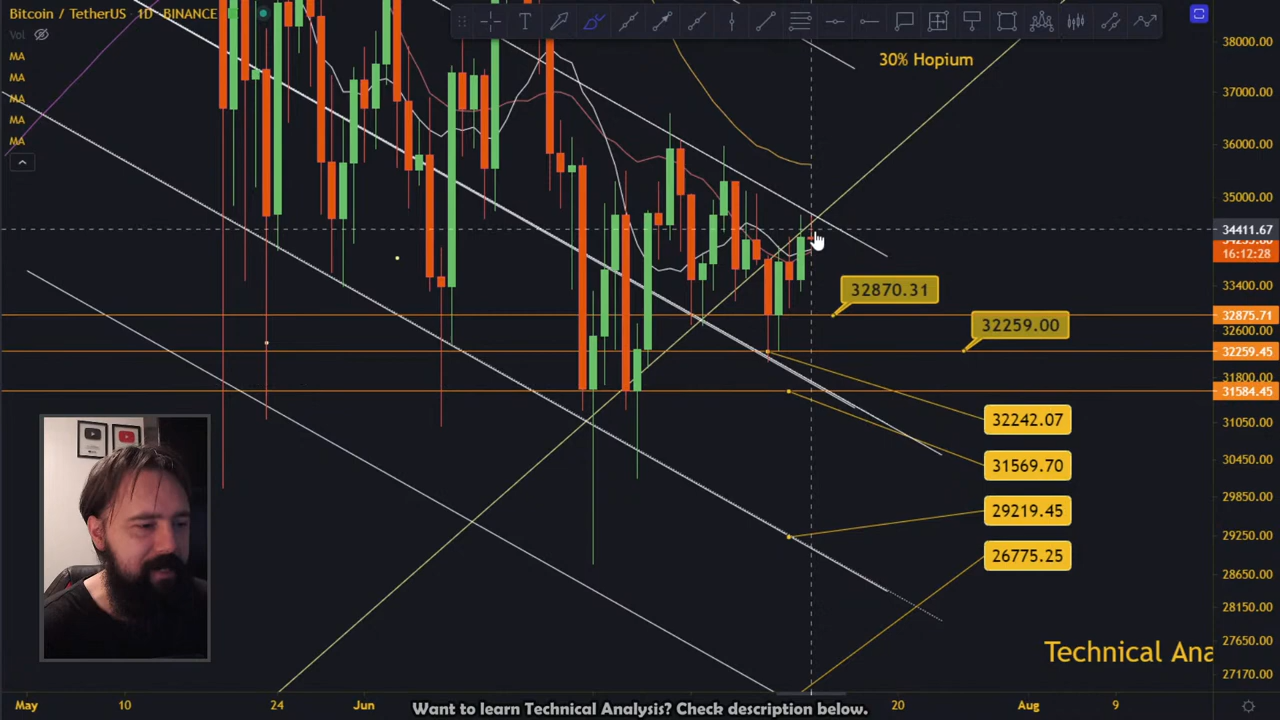 Bitcoin / TetherUS · 1D · BINANCE
Vol
MA
MA
MA
MA
MA
30% Hopium
38000.00
37000.00
36000.00
35000.00
34411.67
16:12:28
33400.00
32870.31
32875.71
32259.00
32600.00
32259.45
31800.00
31584.45
32242.07
31050.00
31569.70
30450.00
29850.00
29219.45
29250.00
26775.25
28650.00
28150.00
27650.00
Technical Ana
27170.00
May
10
24
Jun
20
Aug
9
Want to learn Technical Analysis? Check description below.